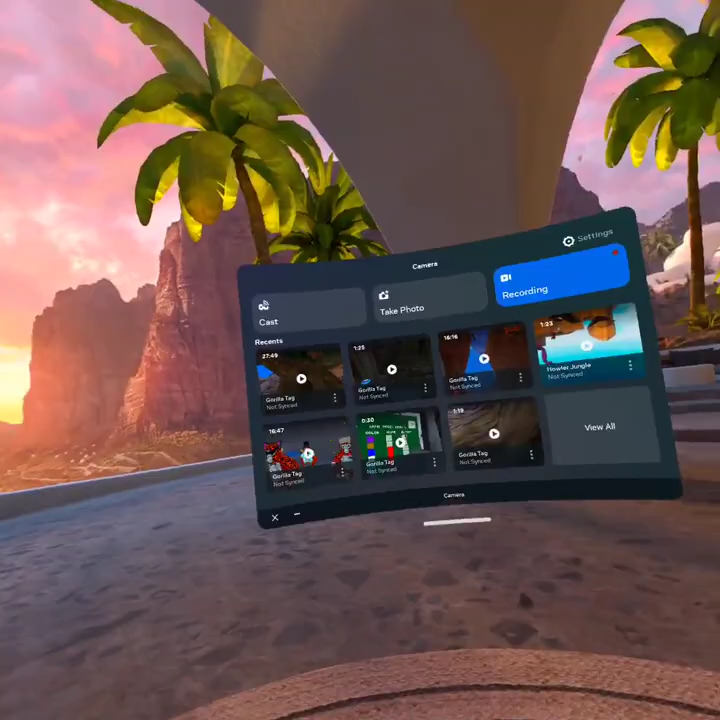 Settings
Camera
Cast
Take Photo
Recording
Recents
27:49
Gorilla Tag
Not Synced
1:25
Gorilla Tag
Not Synced
16:16
Gorilla Tag
Not Synced
1:23
Howler Jungle
Not Synced
16:47
Gorilla Tag
Not Synced
0:30
Gorilla Tag
Not Synced
1:19
Gorilla Tag
Not Synced
View All
Camera